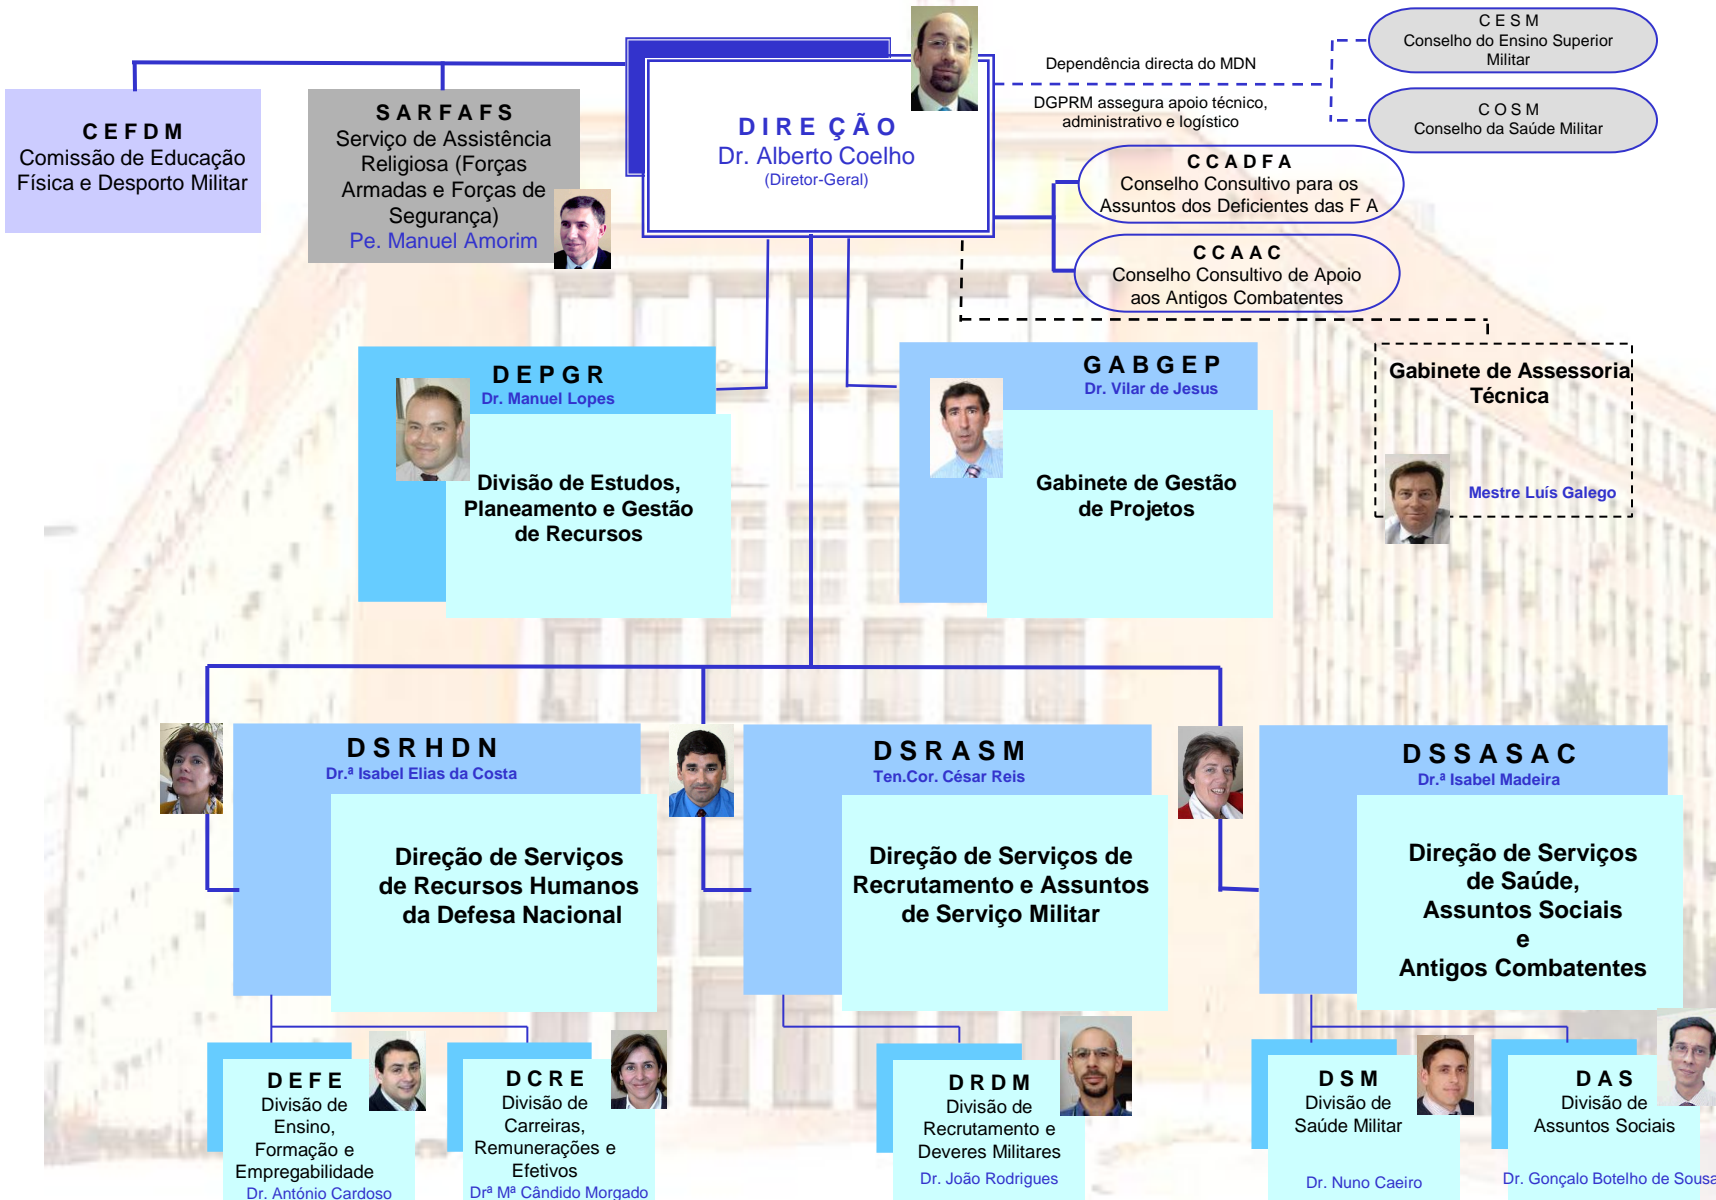 C E F D M
Comissão de Educação
Física e Desporto Militar
S A R F A F S
Serviço de Assistência
Religiosa (Forças
Armadas e Forças de
Segurança)
Pe. Manuel Amorim
D I R E Ç Ã O
Dr. Alberto Coelho
(Diretor-Geral)
Dependência directa do MDN
DGPRM assegura apoio técnico,
administrativo e logístico
C E S M
Conselho do Ensino Superior
Militar
C O S M
Conselho da Saúde Militar
C C A D F A
Conselho Consultivo para os
Assuntos dos Deficientes das F A
C C A A C
Conselho Consultivo de Apoio
aos Antigos Combatentes
D E P G R
Dr. Manuel Lopes
Divisão de Estudos,
Planeamento e Gestão
de Recursos
G A B G E P
Dr. Vilar de Jesus
Gabinete de Gestão
de Projetos
Gabinete de Assessoria
Técnica
Mestre Luís Galego
D S R H D N
Dr.ª Isabel Elias da Costa
Direção de Serviços
de Recursos Humanos
da Defesa Nacional
D S R A S M
Ten.Cor. César Reis
Direção de Serviços de
Recrutamento e Assuntos
de Serviço Militar
D S S A S A C
Dr.ª Isabel Madeira
Direção de Serviços
de Saúde,
Assuntos Sociais
e
Antigos Combatentes
D E F E
Divisão de
Ensino,
Formação e
Empregabilidade
Dr. António Cardoso
D C R E
Divisão de
Carreiras,
Remunerações e
Efetivos
Drª Mª Cândido Morgado
D R D M
Divisão de
Recrutamento e
Deveres Militares
Dr. João Rodrigues
D S M
Divisão de
Saúde Militar
Dr. Nuno Caeiro
D A S
Divisão de
Assuntos Sociais
Dr. Gonçalo Botelho de Sousa